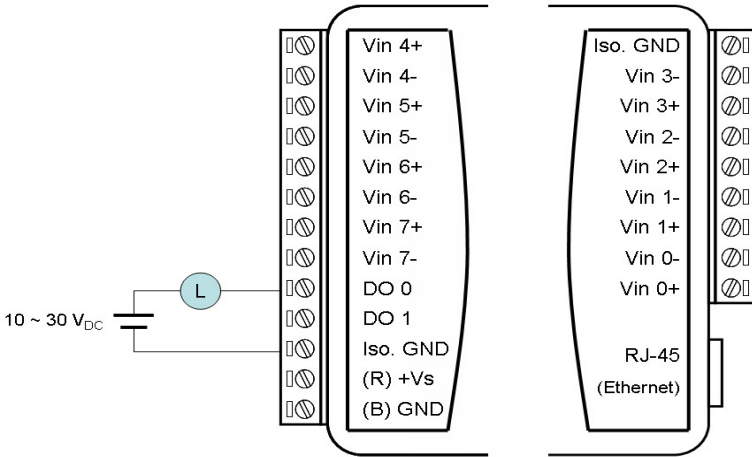 Vin 4+
Vin 4-
Vin 5+
Vin 5-
Vin 6+
Vin 6-
Vin 7+
Vin 7-
DO 0
DO 1
Iso. GND
(R) +Vs
(B) GND
L
10 ~ 30 VDC
Iso. GND
Vin 3-
Vin 3+
Vin 2-
Vin 2+
Vin 1-
Vin 1+
Vin 0-
Vin 0+
RJ-45
(Ethernet)